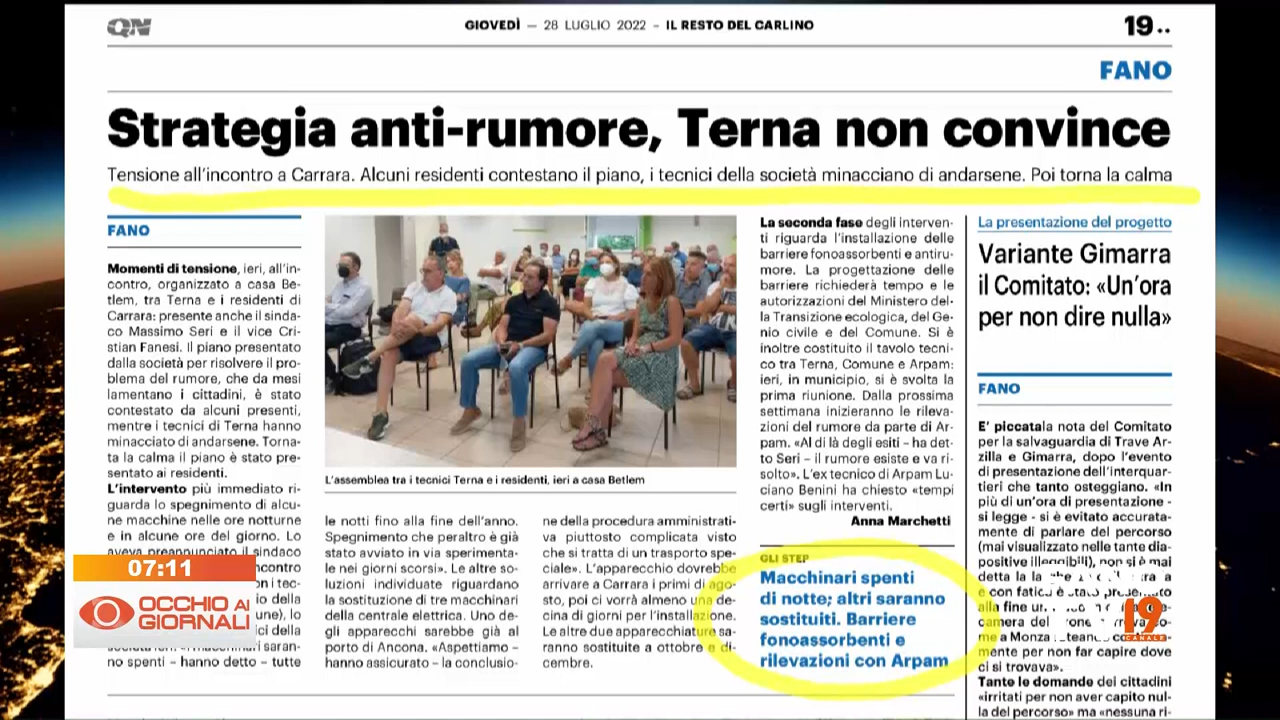 QN
GIOVEDÌ — 28 LUGLIO 2022 – IL RESTO DEL CARLINO
19 ..
FANO
Strategia anti-rumore, Terna non convince
Tensione all'incontro a Carrara. Alcuni residenti contestano il piano, i tecnici della società minacciano di andarsene. Poi torna la calma
FANO
Momenti di tensione, ieri, all'in-
contro, organizzato a casa Be-
tlem, tra Terna e i residenti di
Carrara: presente anche il sinda-
co Massimo Seri e il vice Cri-
stian Fanesi. Il piano presentato
dalla società per risolvere il pro-
blema del rumore, che da mesi
lamentano i cittadini, è stato
contestato da alcuni presenti,
mentre i tecnici di Terna hanno
minacciato di andarsene. Torna-
ta la calma il piano è stato pre-
sentato ai residenti.
L'intervento più immediato ri-
guarda lo spegnimento di alcu-
ne macchine nelle ore notturne
e in alcune ore del giorno. Lo
aveva preannunciato il sindaco
no spenti – hanno detto – tutte
L'assemblea tra i tecnici Terna e i residenti, ieri a casa Betlem
le notti fino alla fine dell'anno.
Spegnimento che peraltro è già
stato avviato in via sperimenta-
le nei giorni scorsi». Le altre so-
luzioni individuate riguardano
la sostituzione di tre macchinari
della centrale elettrica. Uno de-
gli apparecchi sarebbe già al
porto di Ancona. «Aspettiamo –
hanno assicurato – la conclusio-
ne della procedura amministrati-
va piuttosto complicata visto
che si tratta di un trasporto spe-
ciale». L'apparecchio dovrebbe
arrivare a Carrara i primi di ago-
sto, poi ci vorrà almeno una de-
cina di giorni per l'installazione.
Le altre due apparecchiature sa-
ranno sostituite a ottobre e di-
cembre.
La seconda fase degli interven-
ti riguarda l'installazione delle
barriere fonoassorbenti e antiru-
more. La progettazione delle
barriere richiederà tempo e le
autorizzazioni del Ministero del-
la Transizione ecologica, del Ge-
nio civile e del Comune. Si è
inoltre costituito il tavolo tecni-
co tra Terna, Comune e Arpam:
ieri, in municipio, si è svolta la
prima riunione. Dalla prossima
settimana inizieranno le rileva-
zioni del rumore da parte di Ar-
pam. «Al di là degli esiti – ha det-
to Seri – il rumore esiste e va ri-
solto». L'ex tecnico di Arpam Lu-
ciano Benini ha chiesto «tempi
certi» sugli interventi.
Anna Marchetti
GLI STEP
Macchinari spenti
di notte; altri saranno
sostituiti. Barriere
fonoassorbenti e
rilevazioni con Arpam
La presentazione del progetto
Variante Gimarra
il Comitato: «Un'ora
per non dire nulla»
FANO
E' piccatala nota del Comitato
per la salvaguardia di Trave Ar-
zilla e Gimarra, dopo l'evento
di presentazione dell'interquar-
tieri che tanto osteggiano. «In
più di un'ora di presentazione -
si legge - si è evitato accurata-
mente di parlare del percorso
(mai visualizzato nelle tante dia-
positive illeggibili), non si è mai
detta la
e con fatica è stato presentato
alla fine
camera del
me a Monza
mente per non far capire dove
ci si trovava».
Tante le domande dei cittadini
«irritati per non aver capito nul-
la del percorso» ma «nessuna ri-
07:11
OCCHIO AI
GIORNALI
19
CANALE